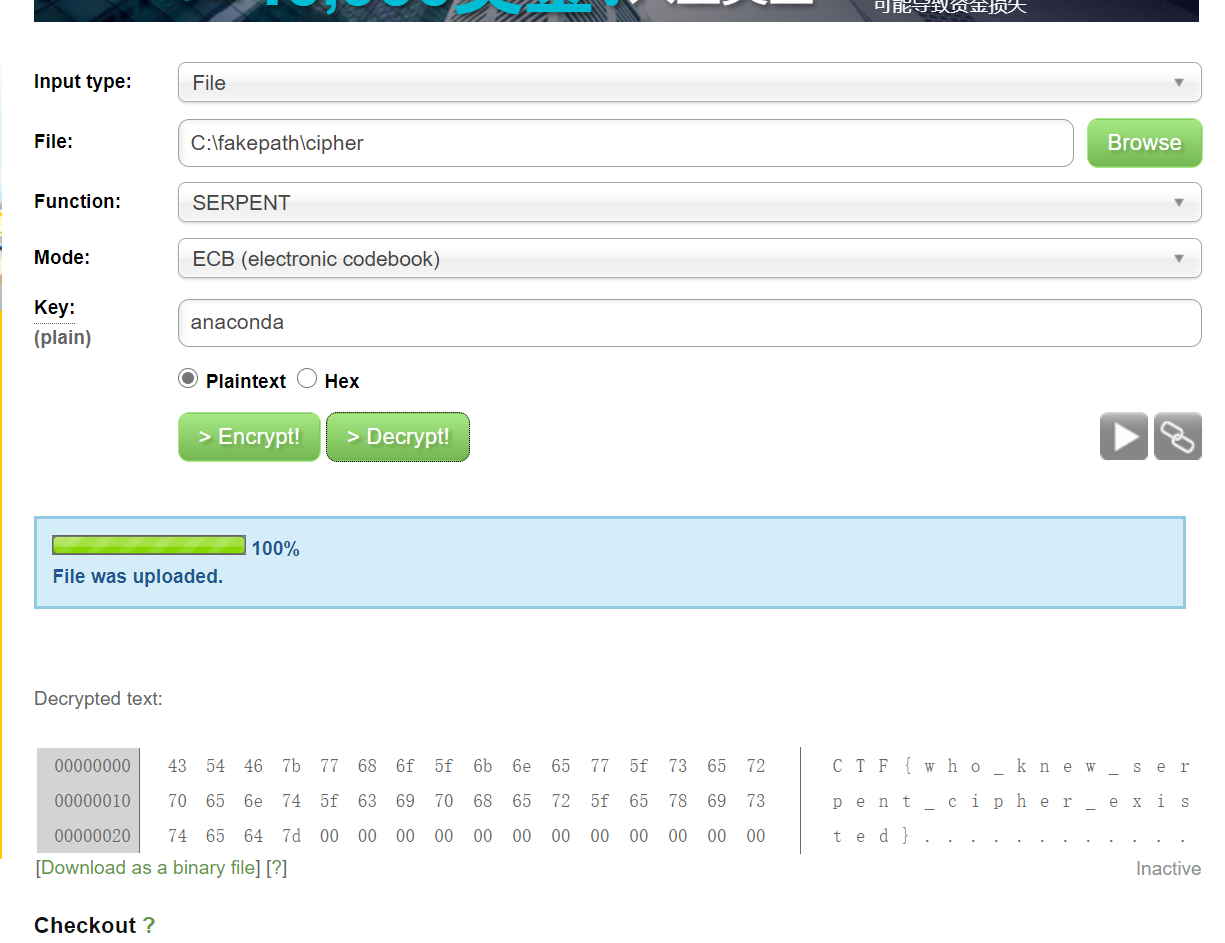 可能导致资金损失
Input type: File
File: C:\fakepath\cipher Browse
Function: SERPENT
Mode: ECB (electronic codebook)
Key: anaconda
(plain)
Plaintext Hex
> Encrypt! > Decrypt!
100%
File was uploaded.
Decrypted text:
00000000 43 54 46 7b 77 68 6f 5f 6b 6e 65 77 5f 73 65 72 C T F { w h o _ k n e w _ s e r
00000010 70 65 6e 74 5f 63 69 70 68 65 72 5f 65 78 69 73 p e n t _ c i p h e r _ e x i s
00000020 74 65 64 7d 00 00 00 00 00 00 00 00 00 00 00 00 t e d } . . . . . . . . . . . .
[Download as a binary file] [?] Inactive
Checkout ?